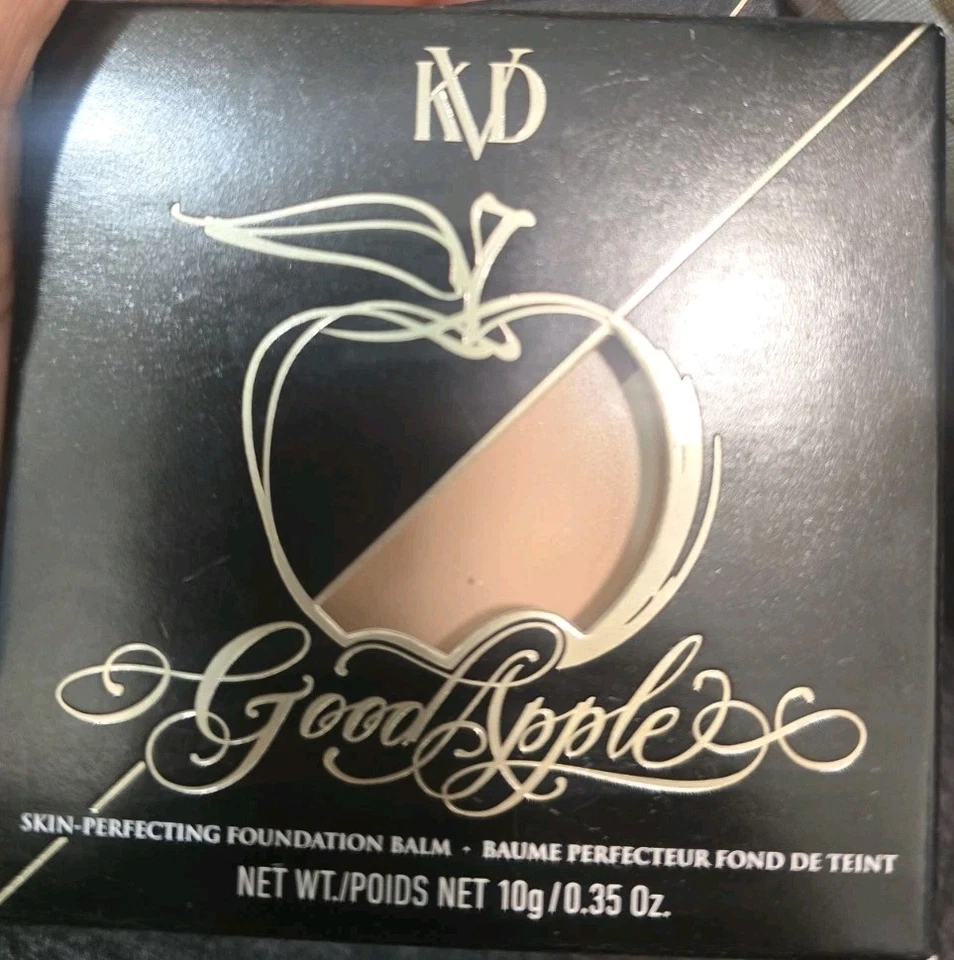 KVD
Good Apple
SKIN-PERFECTING FOUNDATION BALM • BAUME PERFECTEUR FOND DE TEINT
NET WT./POIDS NET 10g/0.35 Oz.